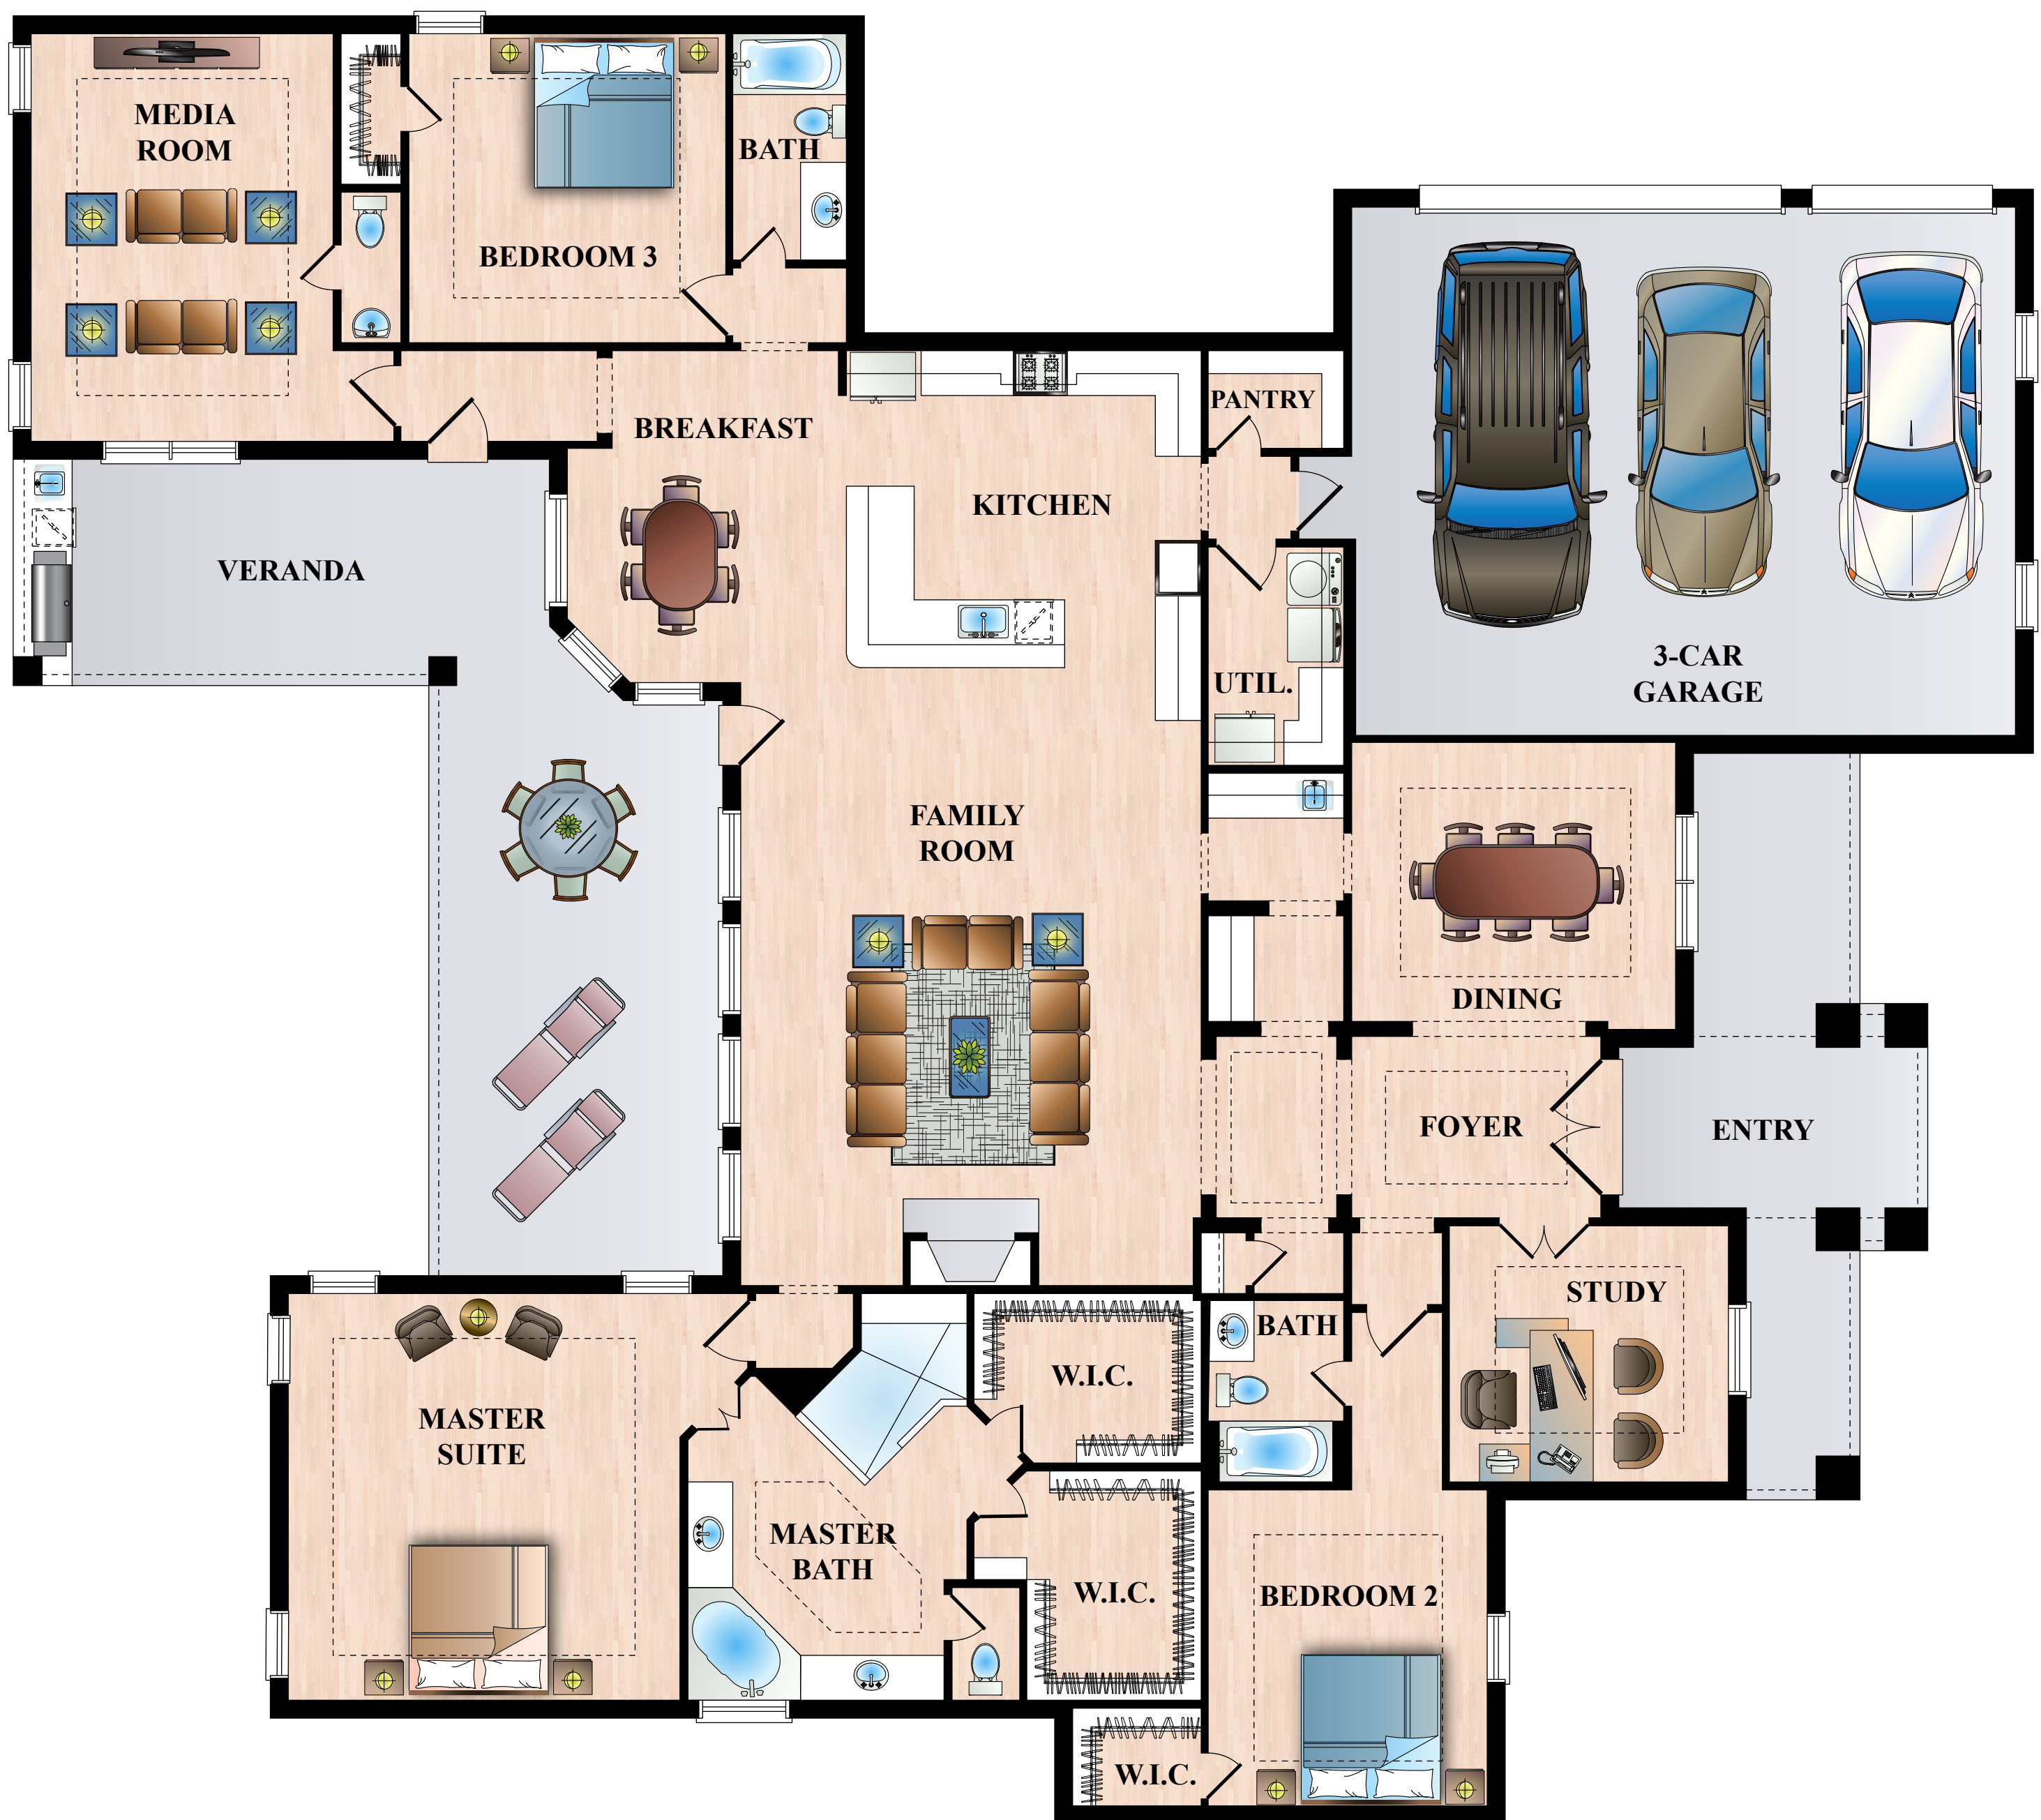 MEDIA
ROOM
BATH
BEDROOM 3
BREAKFAST
PANTRY
KITCHEN
VERANDA
UTIL.
3-CAR
GARAGE
FAMILY
ROOM
DINING
FOYER
ENTRY
STUDY
BATH
W.I.C.
MASTER
SUITE
MASTER
BATH
W.I.C.
BEDROOM 2
W.I.C.